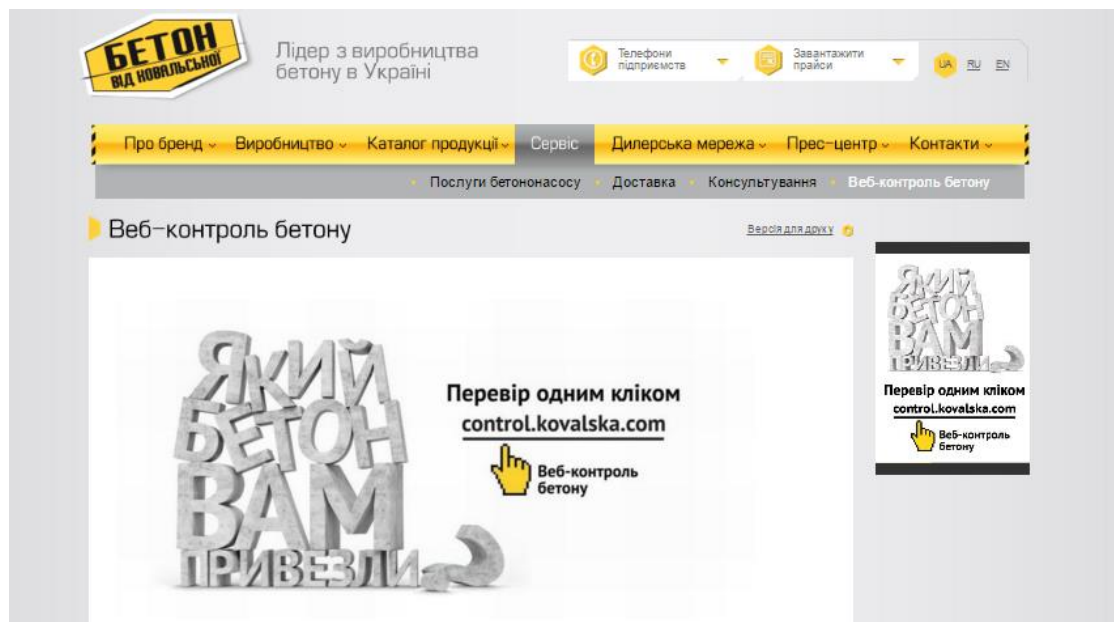 БЕТОН
ВІД КОВАЛЬСЬКОЇ
Лідер з виробництва
бетону в Україні
Телефони
підприємств
Завантажити
прайси
UA RU EN
Про бренд Виробництво Каталог продукції Сервіс Дилерська мережа Прес-центр Контакти
Послуги бетононасосу Доставка Консультування Веб-контроль бетону
Веб-контроль бетону
Версія для друку
ЯКИЙ
БЕТОН
ВАМ
ПРИВЕЗЛИ?
Перевір одним кліком
control.kovalska.com
Веб-контроль
бетону
ЯКИЙ
БЕТОН
ВАМ
ПРИВЕЗЛИ?
Перевір одним кліком
control.kovalska.com
Веб-контроль
бетону